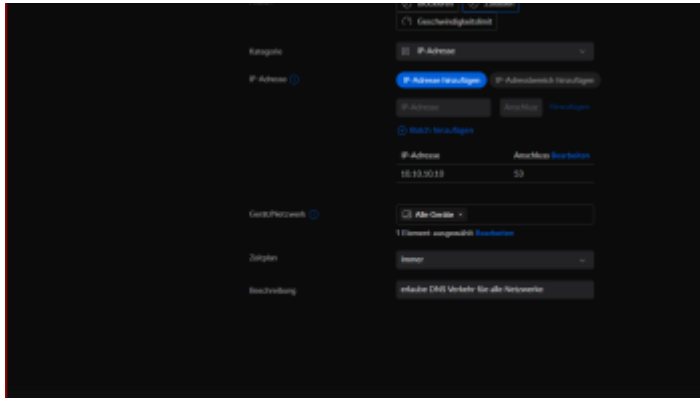 Geschwindigkeitslimit
Kategorie
IP-Adresse
IP-Adresse
IP-Adresse hinzufügen
IP-Adressbereich hinzufügen
IP-Adresse
Anschluss
Hinzufügen
Batch hinzufügen
IP-Adresse
Anschluss Bearbeiten
10.10.10.10
53
Gerät/Netzwerk
Alle Geräte
1 Element ausgewählt Bearbeiten
Zeitplan
Immer
Beschreibung
erlaube DNS Verkehr für alle Netzwerke